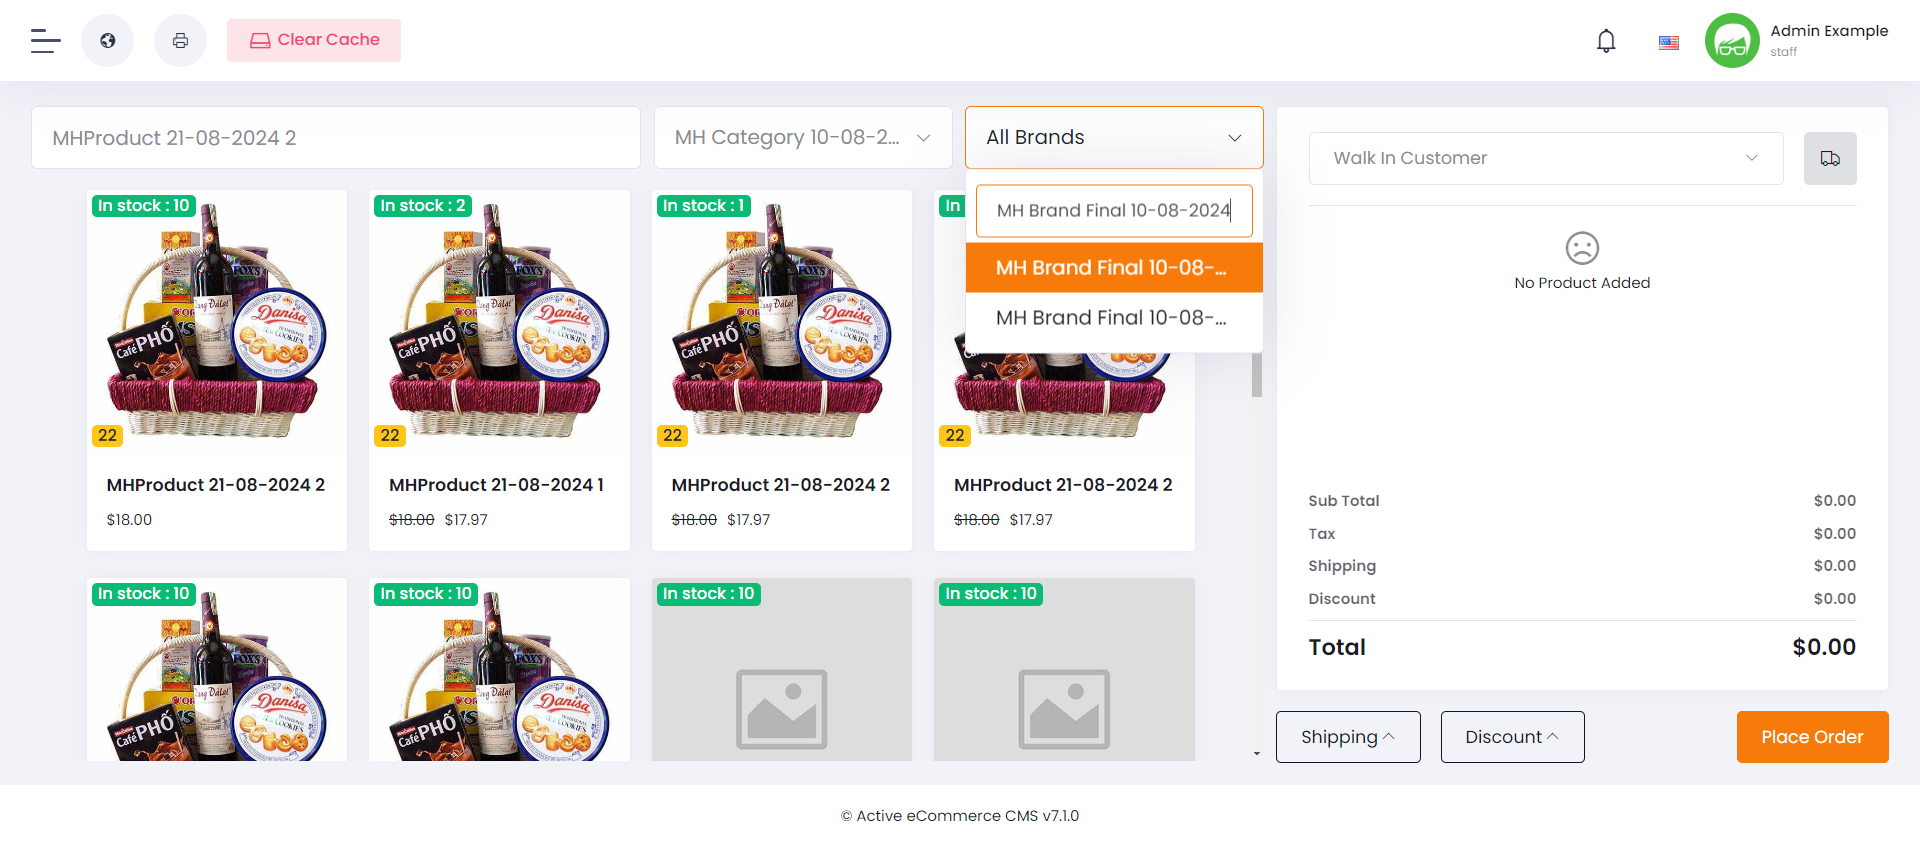 Clear Cache
Admin Example
staff
MHProduct 21-08-2024 2
MH Category 10-08-2...
All Brands
MH Brand Final 10-08-2024
MH Brand Final 10-08-...
MH Brand Final 10-08-...
Walk In Customer
No Product Added
In stock : 10
In stock : 2
In stock : 1
In
Danisa
TRADITIONAL
COOKIES
Café PHỐ
FOX'S
22
22
22
22
MHProduct 21-08-2024 2
$18.00
MHProduct 21-08-2024 1
$18.00 $17.97
MHProduct 21-08-2024 2
$18.00 $17.97
MHProduct 21-08-2024 2
$18.00 $17.97
In stock : 10
In stock : 10
In stock : 10
In stock : 10
Sub Total $0.00
Tax $0.00
Shipping $0.00
Discount $0.00
Total $0.00
Shipping
Discount
Place Order
© Active eCommerce CMS v7.1.0